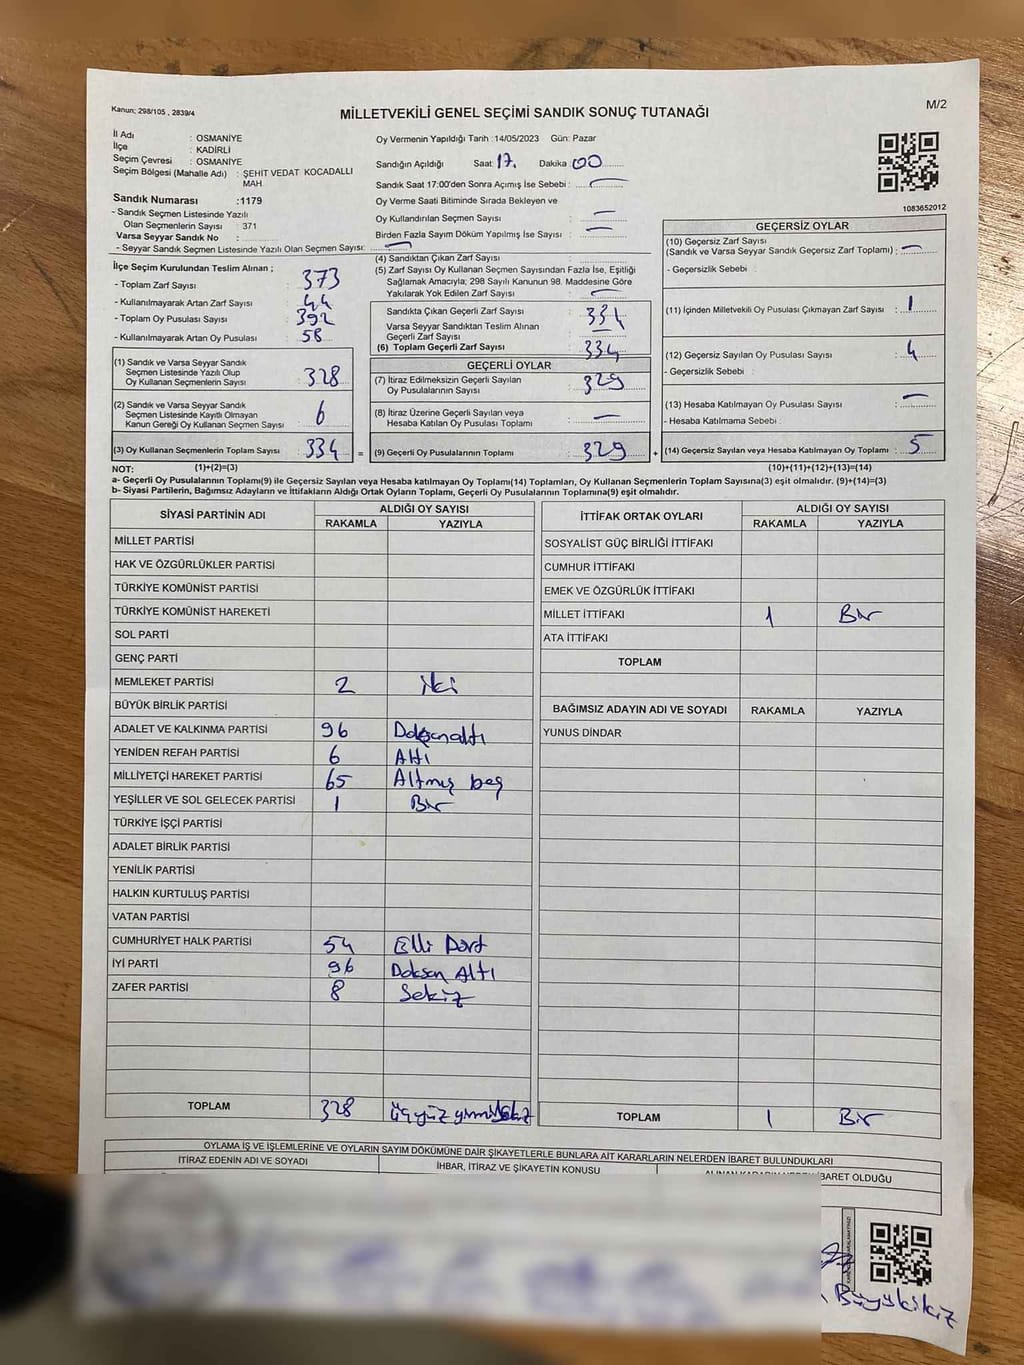 Kanun; 298/105 , 2839/4
MİLLETVEKİLİ GENEL SEÇİMİ SANDIK SONUÇ TUTANAĞI
M/2
İl Adı : OSMANİYE
İlçe : KADİRLİ
Seçim Çevresi : OSMANİYE
Seçim Bölgesi (Mahalle Adı) : ŞEHİT VEDAT KOCADALLI
MAH
Sandık Numarası :1179
- Sandık Seçmen Listesinde Yazılı
Olan Seçmenlerin Sayısı : 371
Varsa Seyyar Sandık No :
- Seyyar Sandık Seçmen Listesinde Yazılı Olan Seçmen Sayısı: —
Oy Vermenin Yapıldığı Tarih :14/05/2023 Gün: Pazar
Sandığın Açıldığı Saat 17. Dakika 00
Sandık Saat 17:00'den Sonra Açımış İse Sebebi : —
Oy Verme Saati Bitiminde Sırada Bekleyen ve
Oy Kullandırılan Seçmen Sayısı : —
Birden Fazla Sayım Döküm Yapılmış İse Sayısı : —
1083652012
İlçe Seçim Kurulundan Teslim Alınan ;
- Toplam Zarf Sayısı : 373
- Kullanılmayarak Artan Zarf Sayısı : 44
- Toplam Oy Pusulası Sayısı : 392
- Kullanılmayarak Artan Oy Pusulası : 58
(1) Sandık ve Varsa Seyyar Sandık
Seçmen Listesinde Yazılı Olup
Oy Kullanan Seçmenlerin Sayısı : 328
(2) Sandık ve Varsa Seyyar Sandık
Seçmen Listesinde Kayıtlı Olmayan
Kanun Gereği Oy Kullanan Seçmen Sayısı : 6
(3) Oy Kullanan Seçmenlerin Toplam Sayısı : 334 =
(4) Sandıktan Çıkan Zarf Sayısı :
(5) Zarf Sayısı Oy Kullanan Seçmen Sayısından Fazla İse, Eşitliği
Sağlamak Amacıyla; 298 Sayılı Kanunun 98. Maddesine Göre
Yakılarak Yok Edilen Zarf Sayısı : —
Sandıkta Çıkan Geçerli Zarf Sayısı : 334
Varsa Seyyar Sandıktan Teslim Alınan
Geçerli Zarf Sayısı : —
(6) Toplam Geçerli Zarf Sayısı : 334
GEÇERLİ OYLAR
(7) İtiraz Edilmeksizin Geçerli Sayılan
Oy Pusulalarının Sayısı : 329
(8) İtiraz Üzerine Geçerli Sayılan veya
Hesaba Katılan Oy Pusulası Toplamı : —
(9) Geçerli Oy Pusulalarının Toplamı : 329 +
GEÇERSİZ OYLAR
(10) Geçersiz Zarf Sayısı
(Sandık ve Varsa Seyyar Sandık Geçersiz Zarf Toplamı) : —
- Geçersizlik Sebebi :
(11) İçinden Milletvekili Oy Pusulası Çıkmayan Zarf Sayısı : 1
(12) Geçersiz Sayılan Oy Pusulası Sayısı : 4
- Geçersizlik Sebebi :
(13) Hesaba Katılmayan Oy Pusulası Sayısı : —
- Hesaba Katılmama Sebebi :
(14) Geçersiz Sayılan veya Hesaba Katılmayan Oy Toplamı : 5
NOT: (1)+(2)=(3) (10)+(11)+(12)+(13)=(14)
a- Geçerli Oy Pusulasının Toplamı(9) ile Geçersiz Sayılan veya Hesaba katılmayan Oy Toplamı(14) Toplamları, Oy Kullanan Seçmenlerin Toplam Sayısına(3) eşit olmalıdır. (9)+(14)=(3)
b- Siyasi Partilerin, Bağımsız Adayların ve İttifakların Aldığı Ortak Oyların Toplamı, Geçerli Oy Pusulalarının Toplamına(9) eşit olmalıdır.
SİYASİ PARTİNİN ADI
ALDIĞI OY SAYISI
RAKAMLA YAZIYLA
MİLLET PARTİSİ
HAK VE ÖZGÜRLÜKLER PARTİSİ
TÜRKİYE KOMÜNİST PARTİSİ
TÜRKİYE KOMÜNİST HAREKETİ
SOL PARTİ
GENÇ PARTİ
MEMLEKET PARTİSİ 2 iki
BÜYÜK BİRLİK PARTİSİ
ADALET VE KALKINMA PARTİSİ 96 Doksanaltı
YENİDEN REFAH PARTİSİ 6 Altı
MİLLİYETÇİ HAREKET PARTİSİ 65 Altmış beş
YEŞİLLER VE SOL GELECEK PARTİSİ 1 Bir
TÜRKİYE İŞÇİ PARTİSİ
ADALET BİRLİK PARTİSİ
YENİLİK PARTİSİ
HALKIN KURTULUŞ PARTİSİ
VATAN PARTİSİ
CUMHURİYET HALK PARTİSİ 54 Elli Dört
İYİ PARTİ 96 Doksan Altı
ZAFER PARTİSİ 8 Sekiz
TOPLAM 328 üçyüz yirmisekiz
İTTİFAK ORTAK OYLARI
ALDIĞI OY SAYISI
RAKAMLA YAZIYLA
SOSYALİST GÜÇ BİRLİĞİ İTTİFAKI
CUMHUR İTTİFAKI
EMEK VE ÖZGÜRLÜK İTTİFAKI
MİLLET İTTİFAKI 1 Bir
ATA İTTİFAKI
TOPLAM
BAĞIMSIZ ADAYIN ADI VE SOYADI RAKAMLA YAZIYLA
YUNUS DİNDAR
TOPLAM 1 Bir
OYLAMA İŞ VE İŞLEMLERİNE VE OYLARIN SAYIM DÖKÜMÜNE DAİR ŞİKAYETLERLE BUNLARA AİT KARARLARIN NELERDEN İBARET BULUNDUKLARI
İTİRAZ EDENİN ADI VE SOYADI İHBAR, İTİRAZ VE ŞİKAYETİN KONUSU İBARET OLDUĞU
Büyükikiz